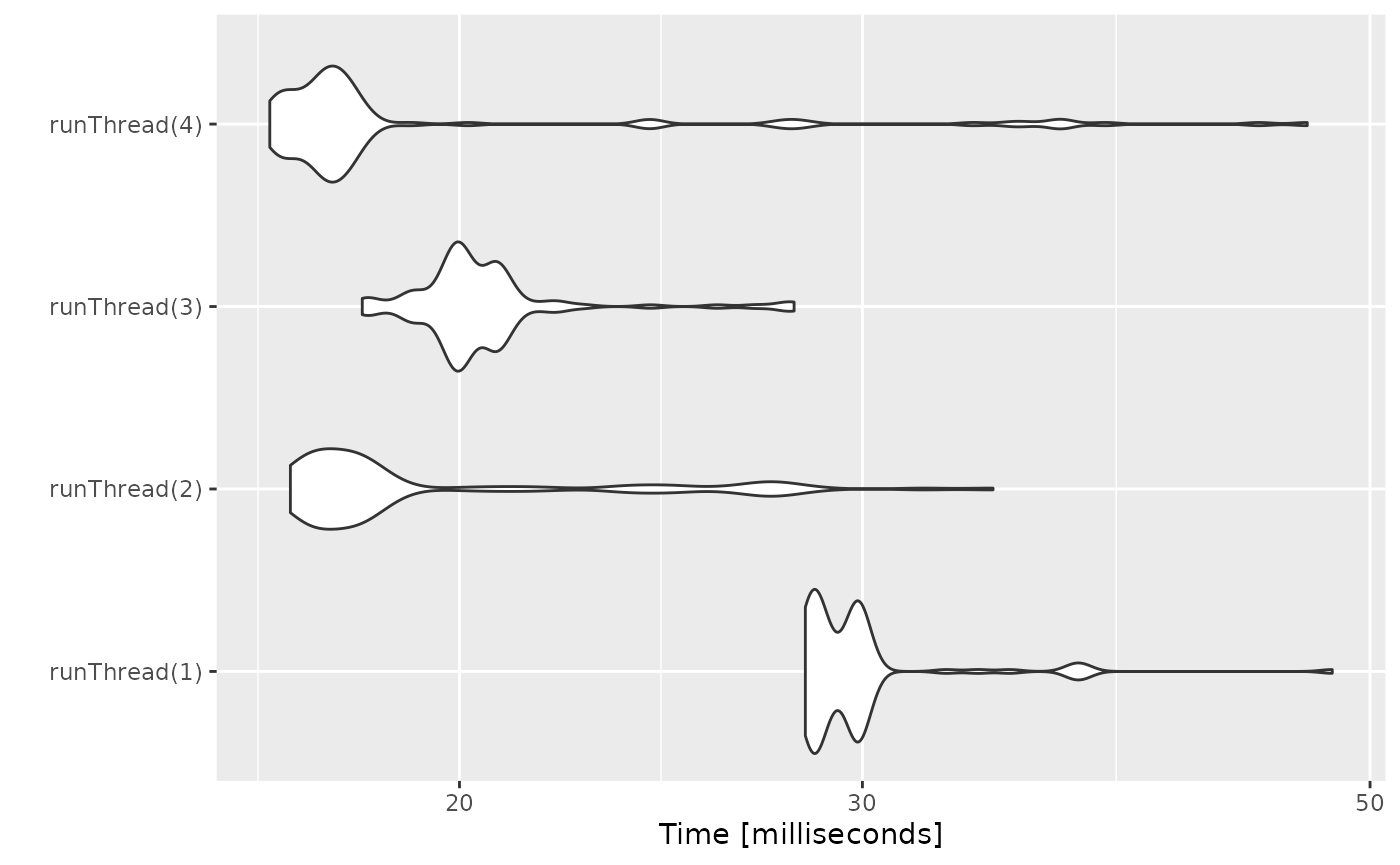 runThread(4)
runThread(3)
runThread(2)
runThread(1)
20 30 50
Time [milliseconds]